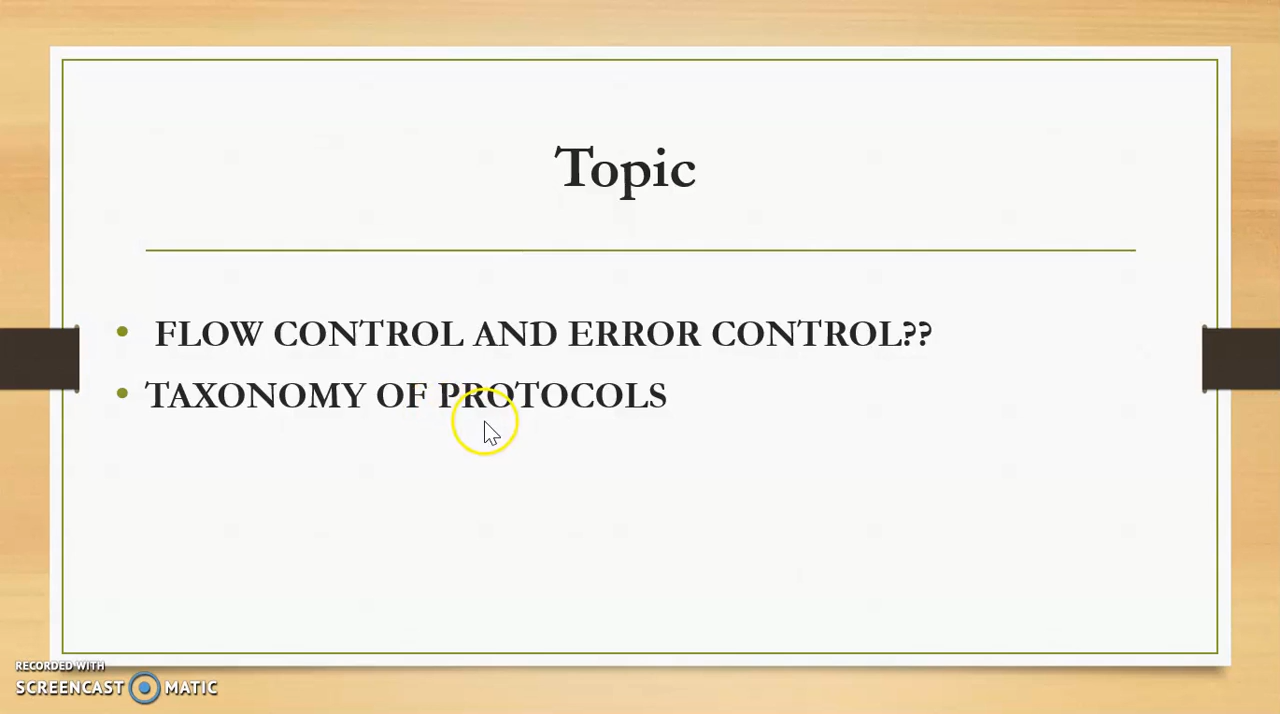 Topic
• FLOW CONTROL AND ERROR CONTROL??
• TAXONOMY OF PROTOCOLS
RECORDED WITH
SCREENCAST MATIC